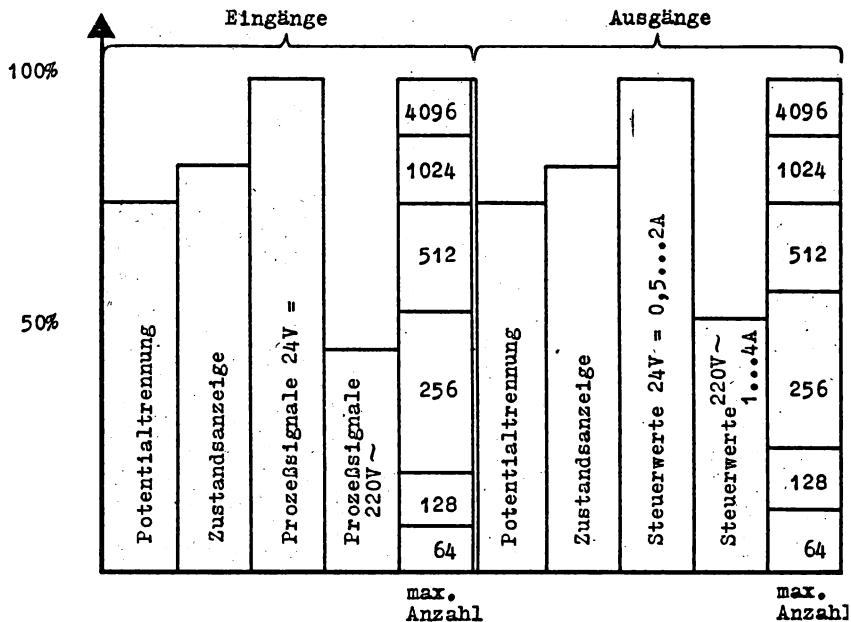 Eingänge
Ausgänge
100%
50%
Potentialtrennung
Zustandsanzeige
Prozeßsignale 24V =
Prozeßsignale
220V~
4096
1024
512
256
128
64
max.
Anzahl
Potentialtrennung
Zustandsanzeige
Steuerwerte 24V = 0,5...2A
Steuerwerte 220V~
1...4A
4096
1024
512
256
128
64
max.
Anzahl